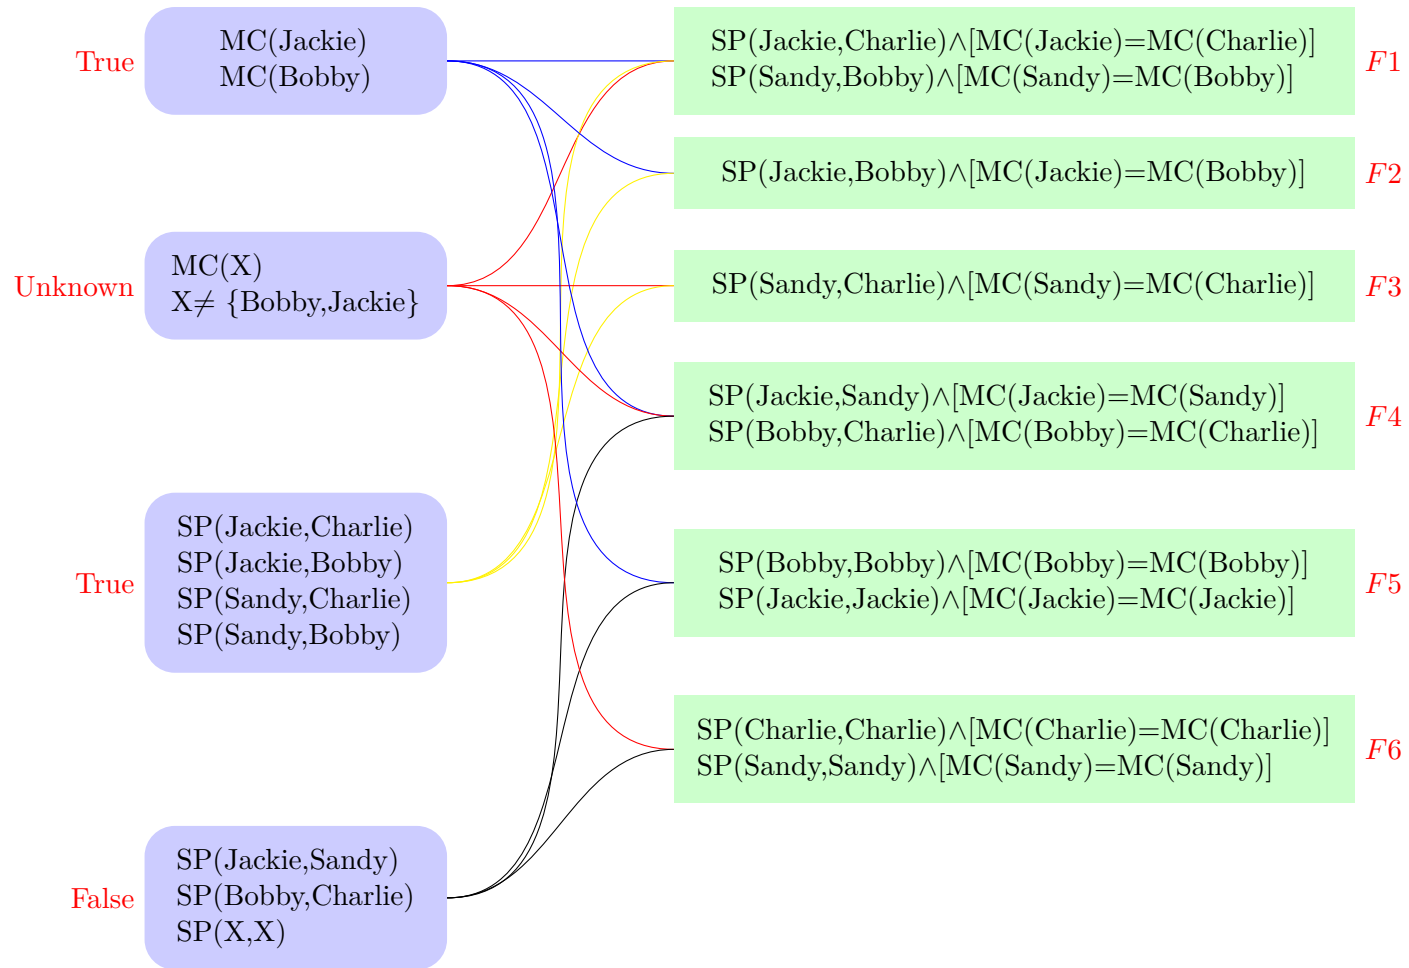 True
MC(Jackie)
MC(Bobby)
SP(Jackie,Charlie)∧[MC(Jackie)=MC(Charlie)]
SP(Sandy,Bobby)∧[MC(Sandy)=MC(Bobby)]
F1
SP(Jackie,Bobby)∧[MC(Jackie)=MC(Bobby)]
F2
Unknown
MC(X)
X≠ {Bobby,Jackie}
SP(Sandy,Charlie)∧[MC(Sandy)=MC(Charlie)]
F3
SP(Jackie,Sandy)∧[MC(Jackie)=MC(Sandy)]
SP(Bobby,Charlie)∧[MC(Bobby)=MC(Charlie)]
F4
True
SP(Jackie,Charlie)
SP(Jackie,Bobby)
SP(Sandy,Charlie)
SP(Sandy,Bobby)
SP(Bobby,Bobby)∧[MC(Bobby)=MC(Bobby)]
SP(Jackie,Jackie)∧[MC(Jackie)=MC(Jackie)]
F5
SP(Charlie,Charlie)∧[MC(Charlie)=MC(Charlie)]
SP(Sandy,Sandy)∧[MC(Sandy)=MC(Sandy)]
F6
False
SP(Jackie,Sandy)
SP(Bobby,Charlie)
SP(X,X)